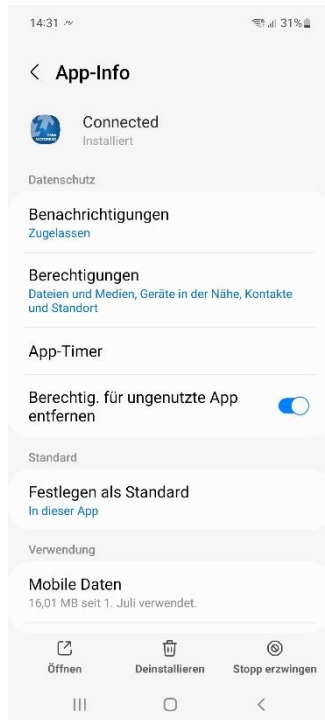 14:31
31%
App-Info
Connected
Installiert
Datenschutz
Benachrichtigungen
Zugelassen
Berechtigungen
Dateien und Medien, Geräte in der Nähe, Kontakte
und Standort
App-Timer
Berechtig. für ungenutzte App
entfernen
Standard
Festlegen als Standard
In dieser App
Verwendung
Mobile Daten
16,01 MB seit 1. Juli verwendet.
Öffnen
Deinstallieren
Stopp erzwingen